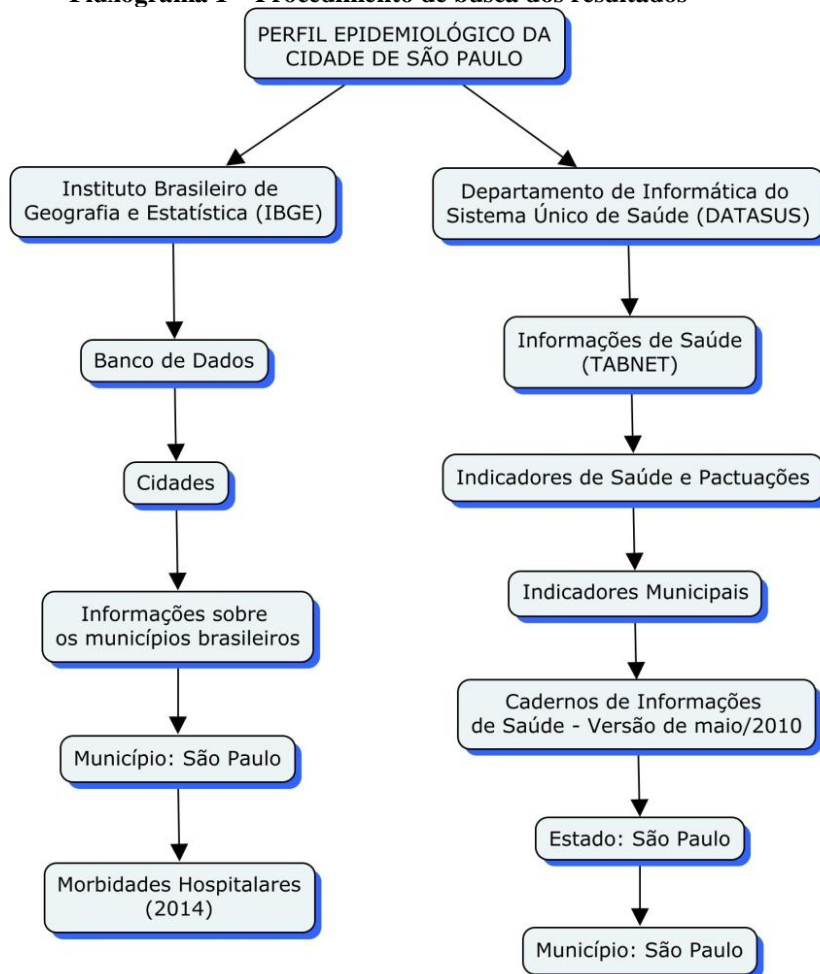 Fluxograma 1 – Procedimento de busca dos resultados
PERFIL EPIDEMIOLÓGICO DA
CIDADE DE SÃO PAULO
Instituto Brasileiro de
Geografia e Estatística (IBGE)
Banco de Dados
Cidades
Informações sobre
os municípios brasileiros
Município: São Paulo
Morbidades Hospitalares
(2014)
Departamento de Informática do
Sistema Único de Saúde (DATASUS)
Informações de Saúde
(TABNET)
Indicadores de Saúde e Pactuações
Indicadores Municipais
Cadernos de Informações
de Saúde - Versão de maio/2010
Estado: São Paulo
Município: São Paulo